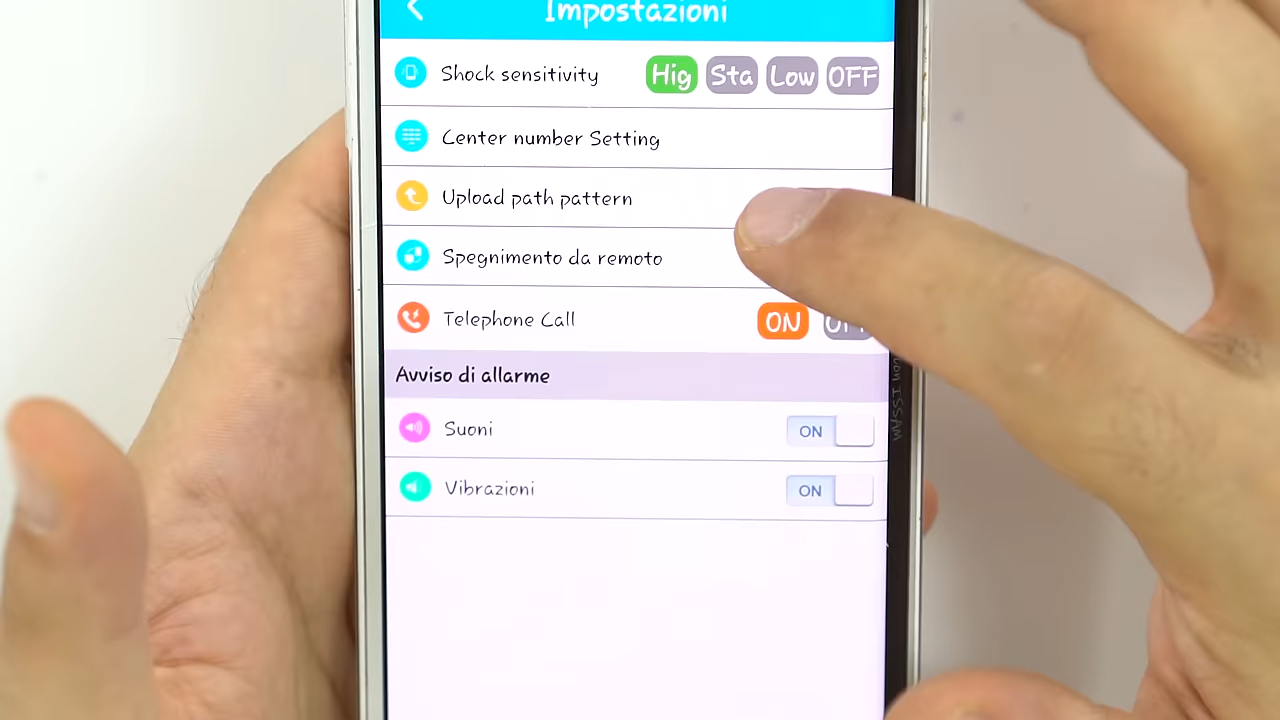 Impostazioni
Shock sensitivity Hig Sta Low OFF
Center number Setting
Upload path pattern
Spegnimento da remoto
Telephone Call ON
Avviso di allarme
Suoni ON
Vibrazioni ON